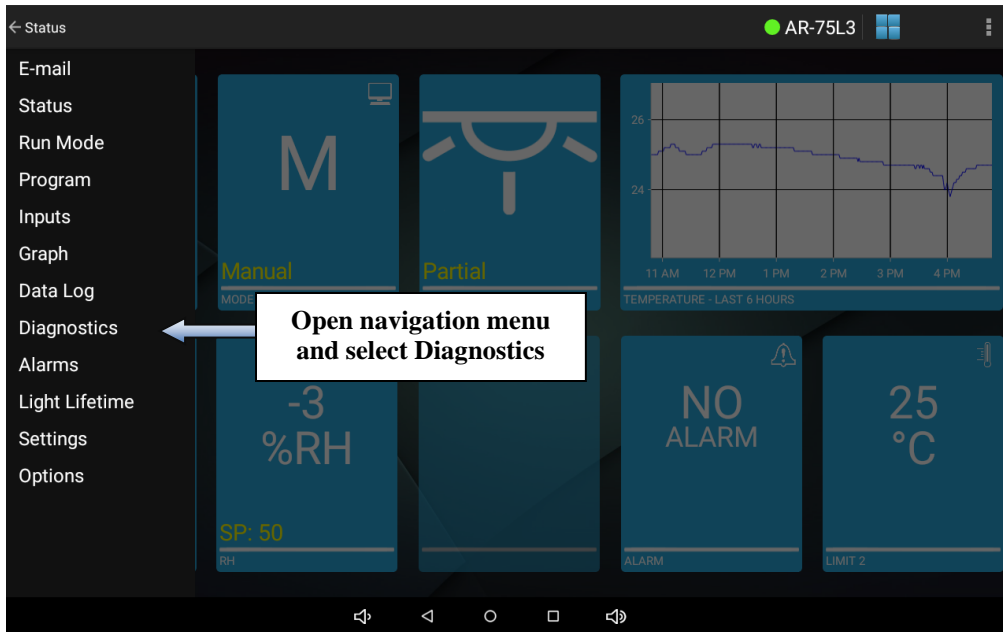 Status
AR-75L3
E-mail
Status
Run Mode
Program
Inputs
Graph
Data Log
Diagnostics
Alarms
Light Lifetime
Settings
Options
M
Manual
MODE
Partial
26
24
11 AM 12 PM 1 PM 2 PM 3 PM 4 PM
TEMPERATURE - LAST 6 HOURS
Open navigation menu
and select Diagnostics
-3
%RH
SP: 50
RH
NO
ALARM
ALARM
25
°C
LIMIT 2